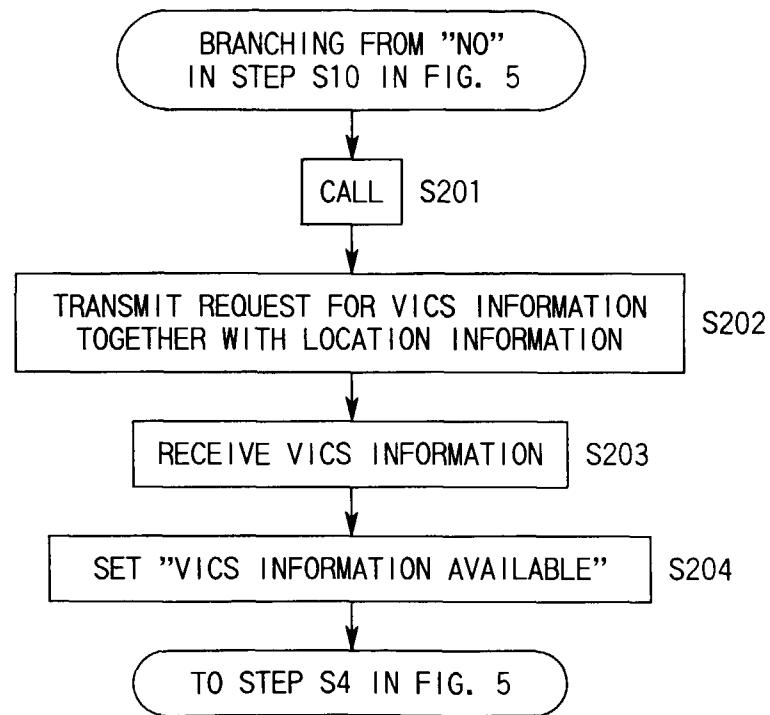 BRANCHING FROM "NO"
IN STEP S10 IN FIG. 5
CALL S201
TRANSMIT REQUEST FOR VICS INFORMATION
TOGETHER WITH LOCATION INFORMATION
S202
RECEIVE VICS INFORMATION S203
SET "VICS INFORMATION AVAILABLE" S204
TO STEP S4 IN FIG. 5